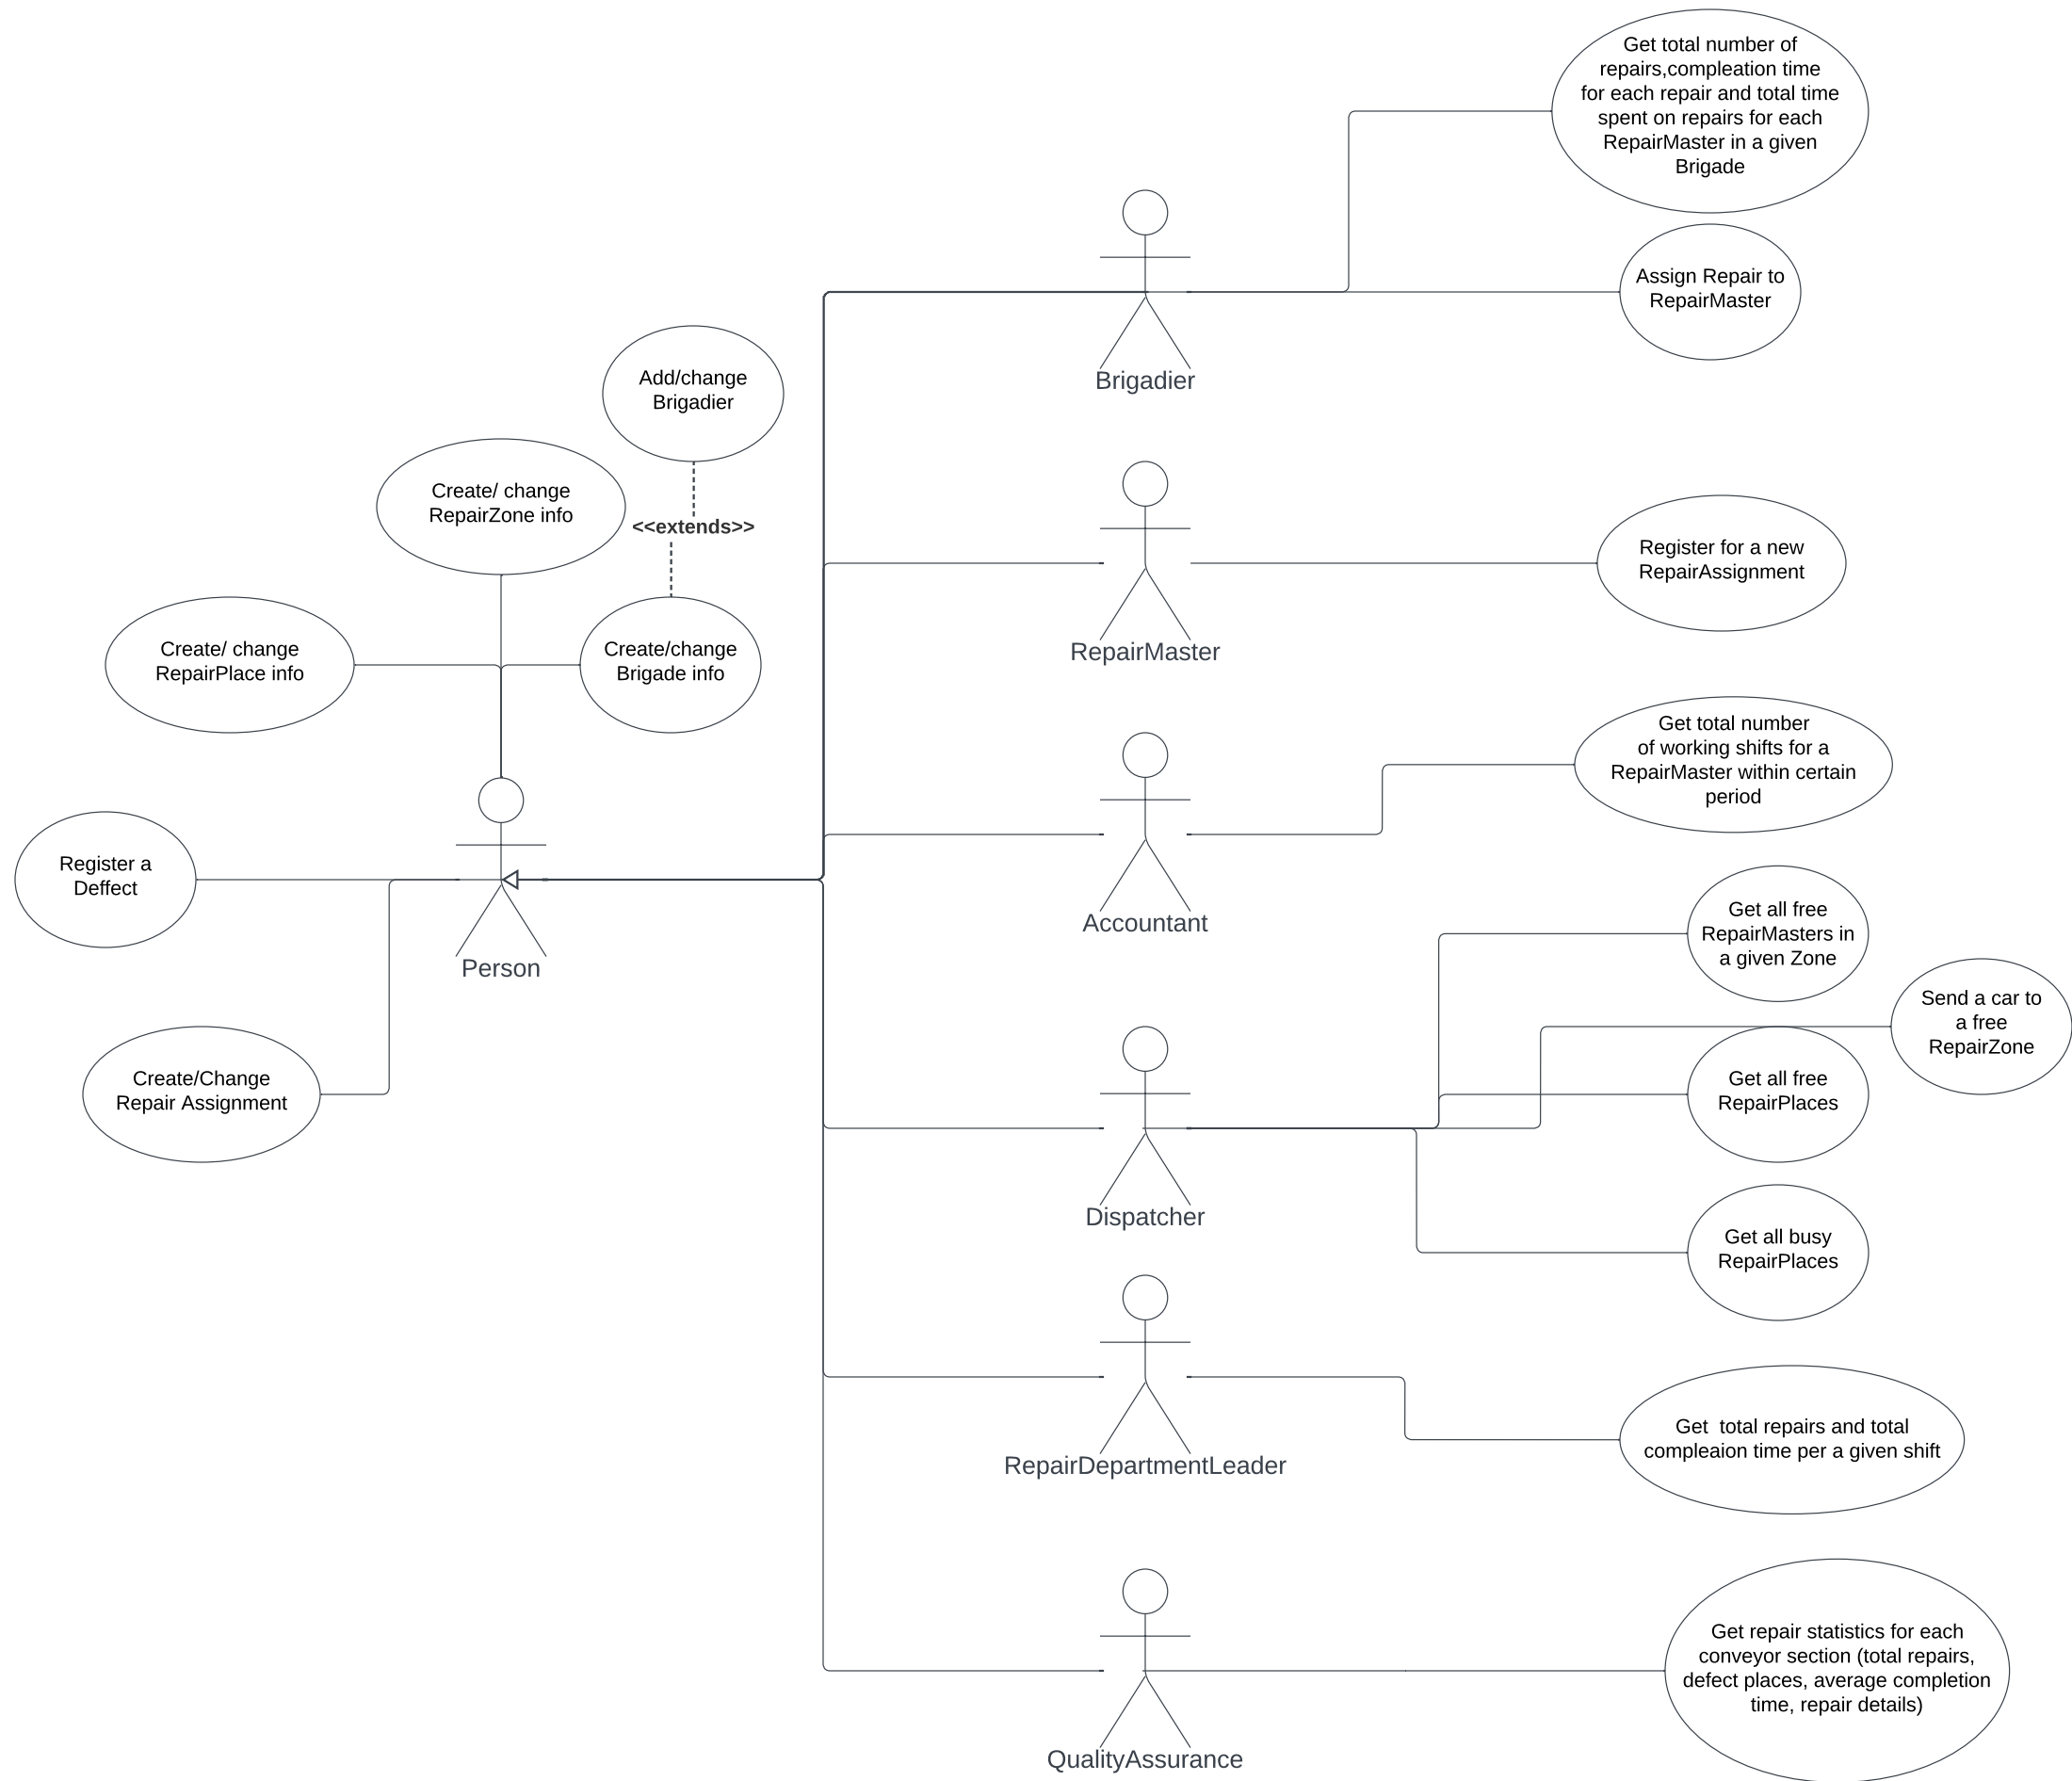 Get total number of
repairs,compleation time
for each repair and total time
spent on repairs for each
RepairMaster in a given
Brigade
Assign Repair to
RepairMaster
Brigadier
Add/change
Brigadier
Create/ change
RepairZone info
<<extends>>
Register for a new
RepairAssignment
RepairMaster
Create/ change
RepairPlace info
Create/change
Brigade info
Get total number
of working shifts for a
RepairMaster within certain
period
Accountant
Register a
Deffect
Person
Get all free
RepairMasters in
a given Zone
Send a car to
a free
RepairZone
Create/Change
Repair Assignment
Get all free
RepairPlaces
Dispatcher
Get all busy
RepairPlaces
RepairDepartmentLeader
Get  total repairs and total
compleaion time per a given shift
Get repair statistics for each
conveyor section (total repairs,
defect places, average completion
time, repair details)
QualityAssurance